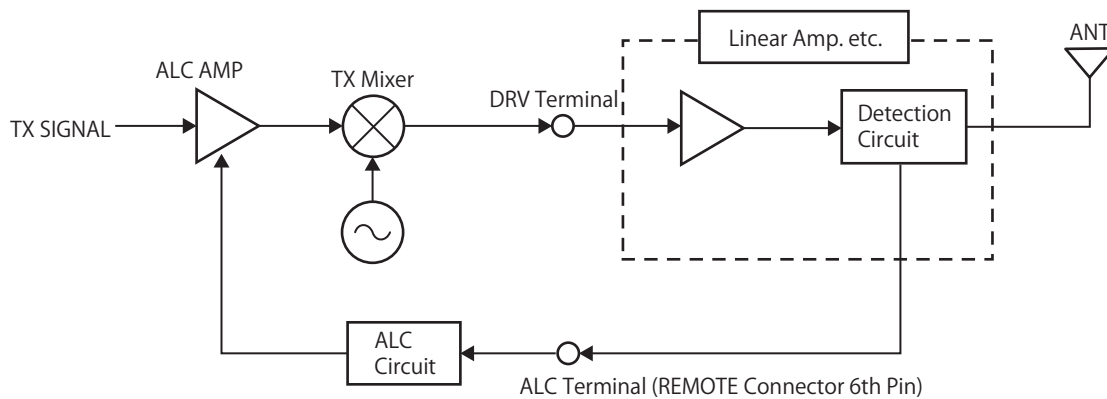 Linear Amp. etc.
ANT
ALC AMP
TX Mixer
DRV Terminal
TX SIGNAL
Detection
Circuit
ALC
Circuit
ALC Terminal (REMOTE Connector 6th Pin)